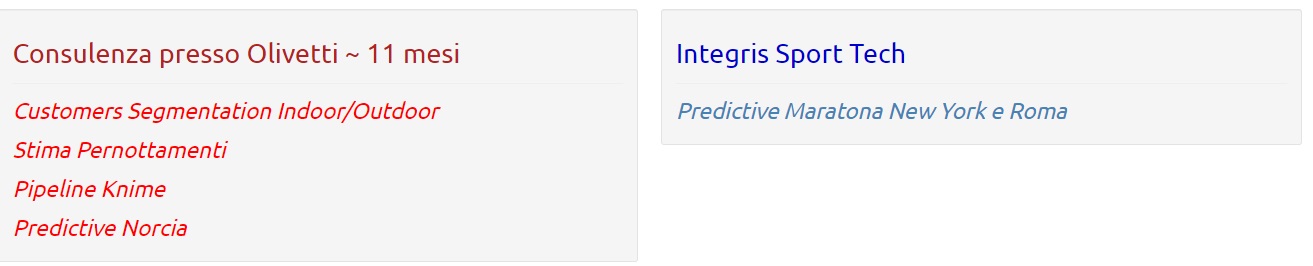 Consulenza presso Olivetti ~ 11 mesi
Customers Segmentation Indoor/Outdoor
Stima Pernottamenti
Pipeline Knime
Predictive Norcia
Integris Sport Tech
Predictive Maratona New York e Roma